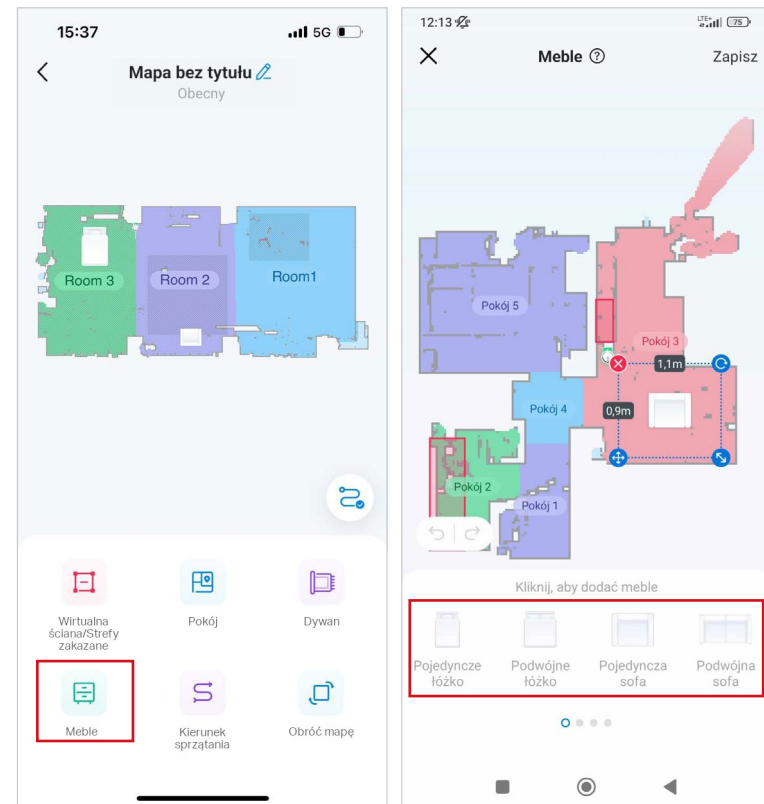 15:37
5G
Mapa bez tytułu
Obecny
Room 3
Room 2
Room1
Wirtualna
ściana/Strefy
zakazane
Pokój
Dywan
Meble
Kierunek
sprzątania
Obróć mapę
12:13
LTE+
75
Meble
Zapisz
Pokój 5
Pokój 3
1,1m
0,9m
Pokój 4
Pokój 2
Pokój 1
Kliknij, aby dodać meble
Pojedyncze
łóżko
Podwójne
łóżko
Pojedyncza
sofa
Podwójna
sofa